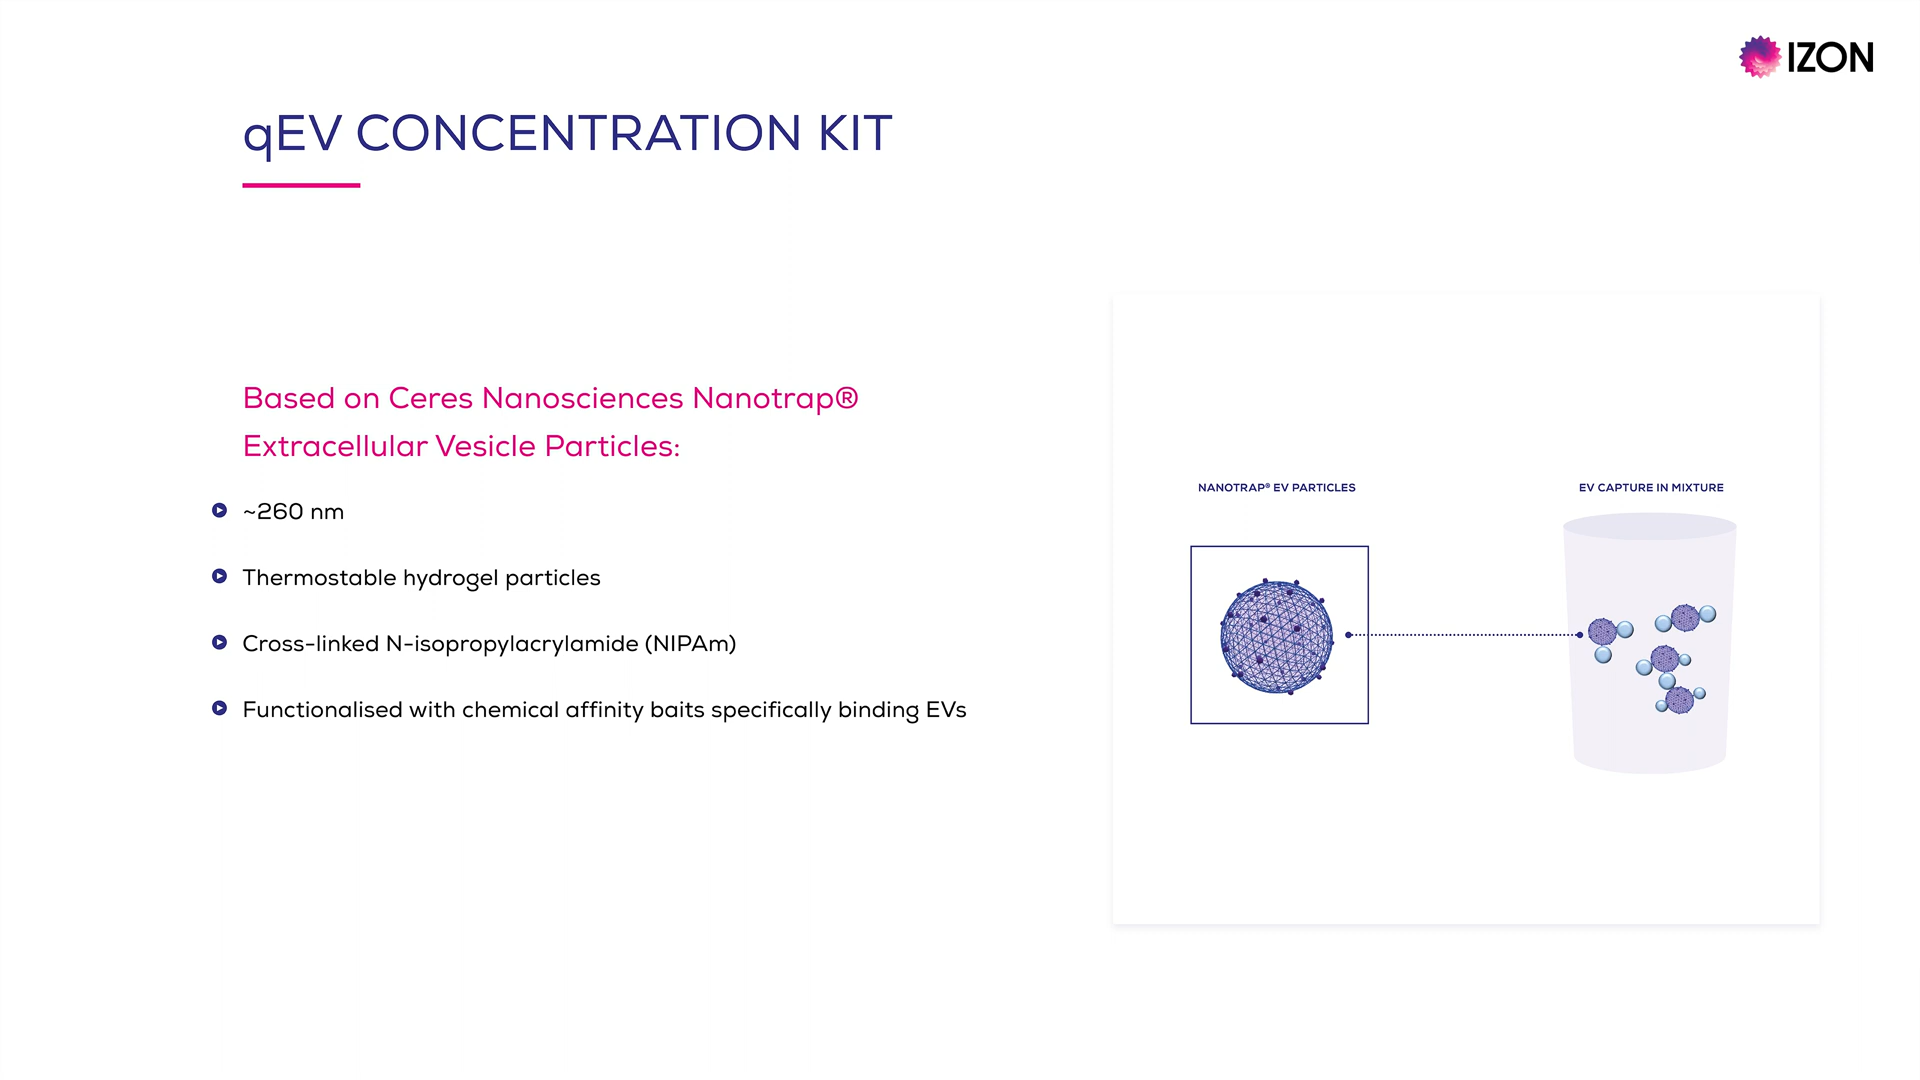 IZON
qEV CONCENTRATION KIT
Based on Ceres Nanosciences Nanotrap®
Extracellular Vesicle Particles:
~260 nm
Thermostable hydrogel particles
Cross-linked N-isopropylacrylamide (NIPAm)
Functionalised with chemical affinity baits specifically binding EVs
NANOTRAP® EV PARTICLES
EV CAPTURE IN MIXTURE